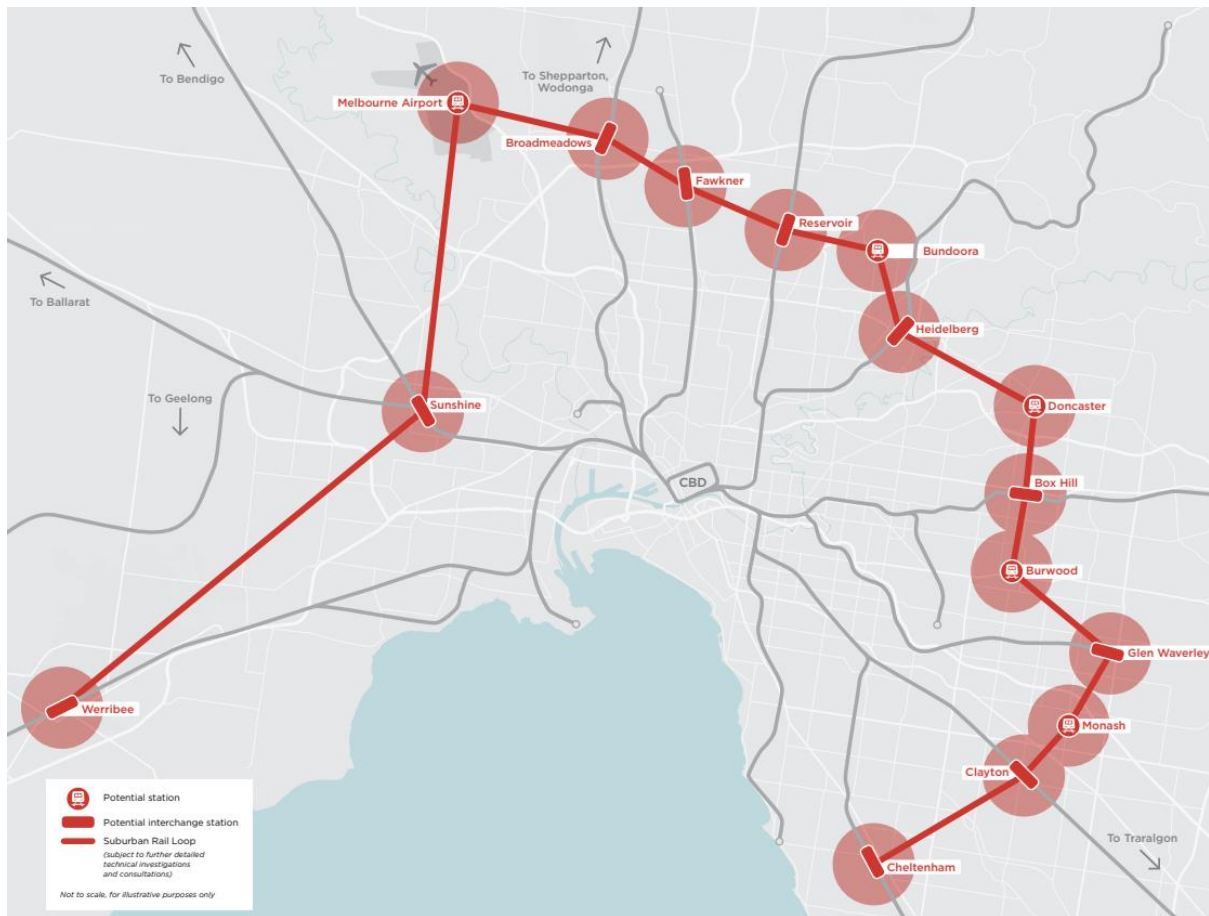 To Bendigo
Melbourne Airport
To Shepparton,
Wodonga
Broadmeadows
Fawkner
Reservoir
Bundoora
Heidelberg
To Ballarat
To Geelong
Sunshine
Doncaster
CBD
Box Hill
Burwood
Glen Waverley
Werribee
Monash
Clayton
To Traralgon
Cheltenham
Potential station
Potential interchange station
Suburban Rail Loop
(subject to further detailed
technical investigations
and consultations)
Not to scale, for illustrative purposes only